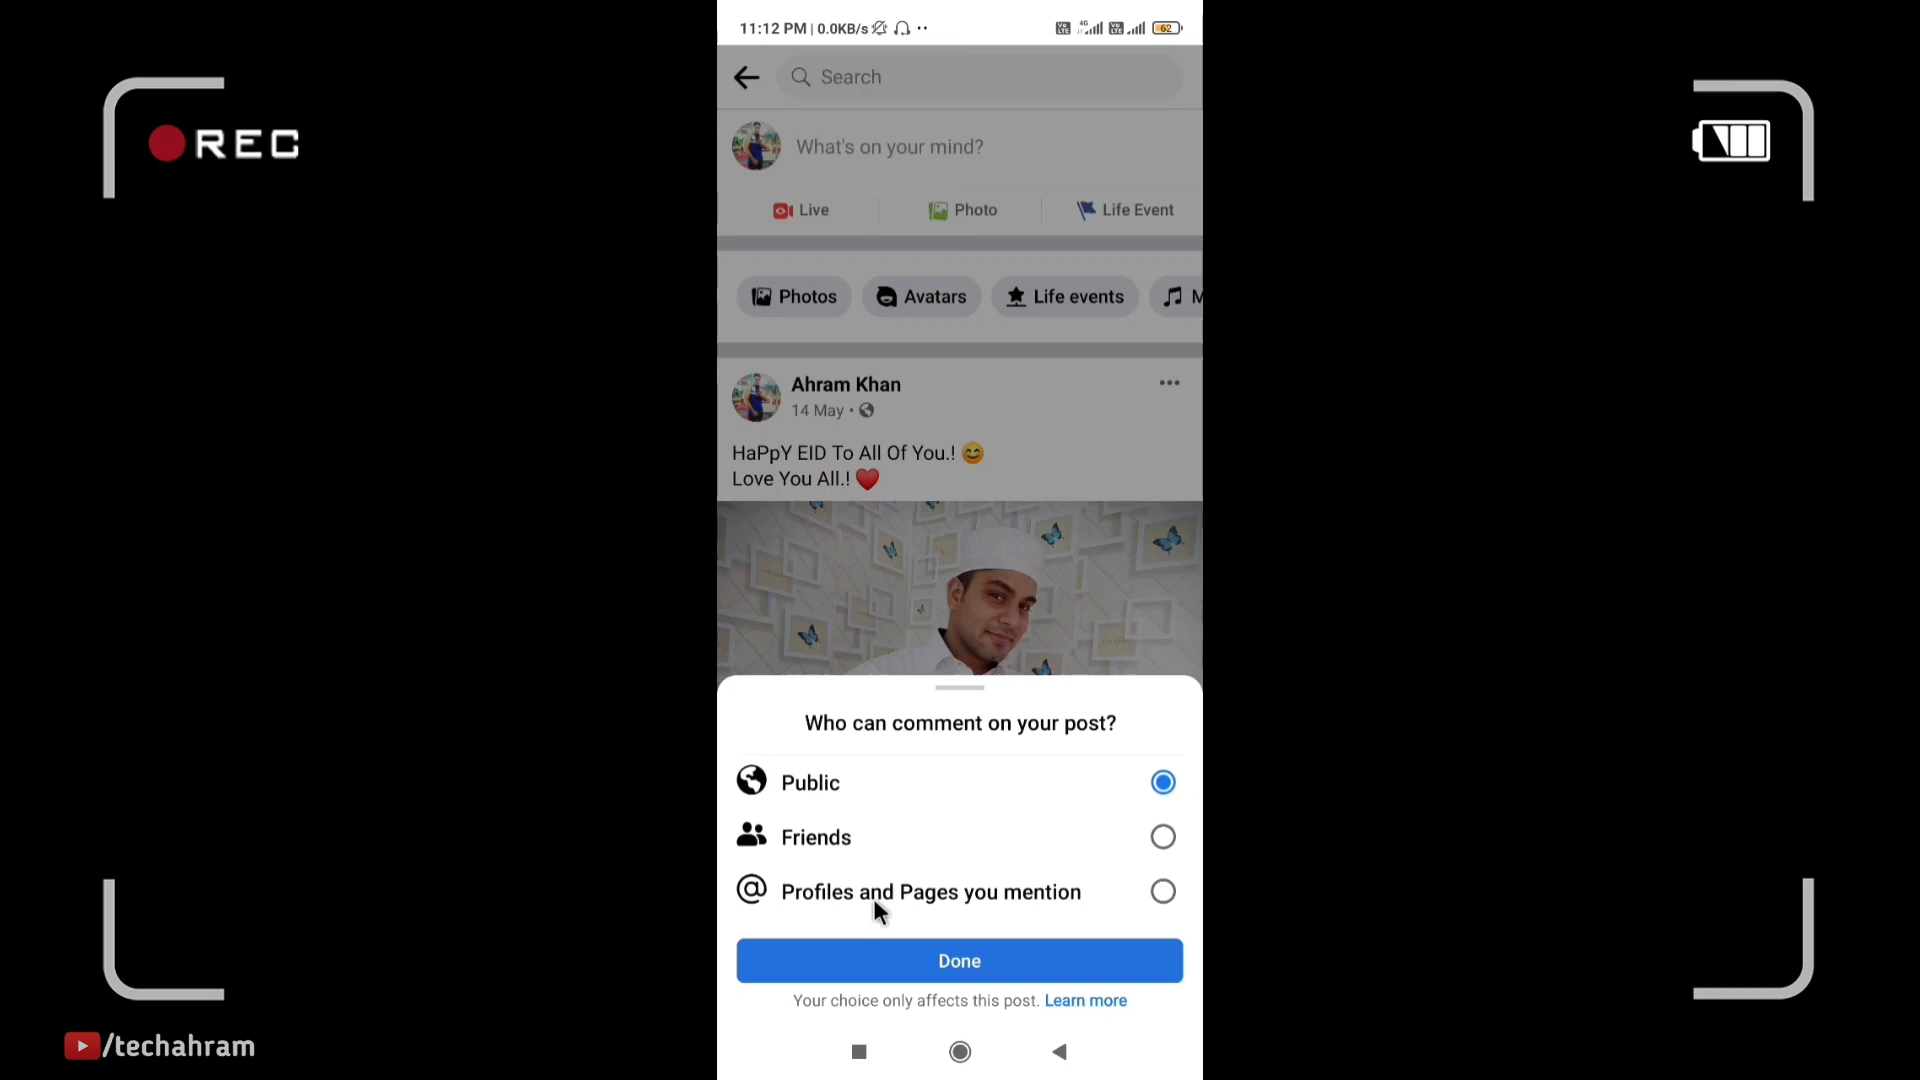 11:12 PM | 0.0KB/s
4G
62
Search
REC
What's on your mind?
Live
Photo
Life Event
Photos
Avatars
Life events
M
Ahram Khan
14 May •
HaPpY EID To All Of You.! 😊
Love You All.! ❤️
Who can comment on your post?
Public
Friends
@ Profiles and Pages you mention
Done
Your choice only affects this post. Learn more
/techahram